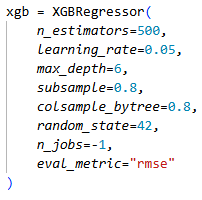 xgb = XGBRegressor(
    n_estimators=500,
    learning_rate=0.05,
    max_depth=6,
    subsample=0.8,
    colsample_bytree=0.8,
    random_state=42,
    n_jobs=-1,
    eval_metric="rmse"
)